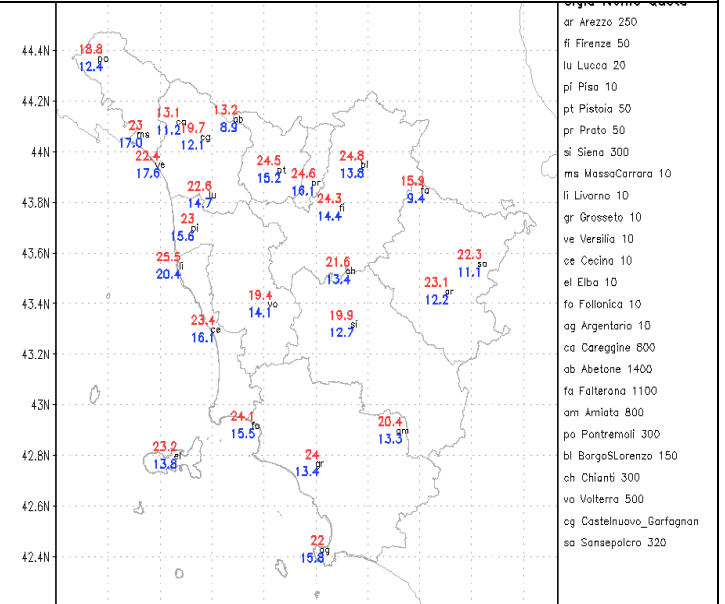 Sigla Nome Quota
ar Arezzo 250
fi Firenze 50
lu Lucca 20
pi Pisa 10
pt Pistoia 50
pr Prato 50
si Siena 300
ms MassaCarrara 10
li Livorno 10
gr Grosseto 10
ve Versilia 10
ce Cecina 10
el Elba 10
fo Follonica 10
ag Argentario 10
ca Careggine 800
ab Abetone 1400
fa Falterona 1100
am Amiata 800
po Pontremoli 300
bl BorgoSLorenzo 150
ch Chianti 300
vo Volterra 500
cg Castelnuovo_Garfagnan
sa Sansepolcro 320
44.4N
18.8
po
12.4
44.2N
13.1
ca
11.2
13.2
ab
8.9
23
ms
17.0
19.7
cg
12.1
44N
22.4
ve
17.6
24.5
pt
15.2
24.6
pr
16.1
24.8
bl
13.8
15.9
fa
9.4
43.8N
22.8
lu
14.7
24.3
fi
14.4
23
pi
15.6
43.6N
25.5
li
20.4
21.6
ch
13.4
22.3
sa
11.1
43.4N
19.4
vo
14.1
23.1
ar
12.2
23.4
ce
16.1
19.9
si
12.7
43.2N
43N
24.1
fo
15.5
20.4
am
13.3
42.8N
23.2
el
13.8
24
gr
13.4
42.6N
42.4N
22
ag
15.8